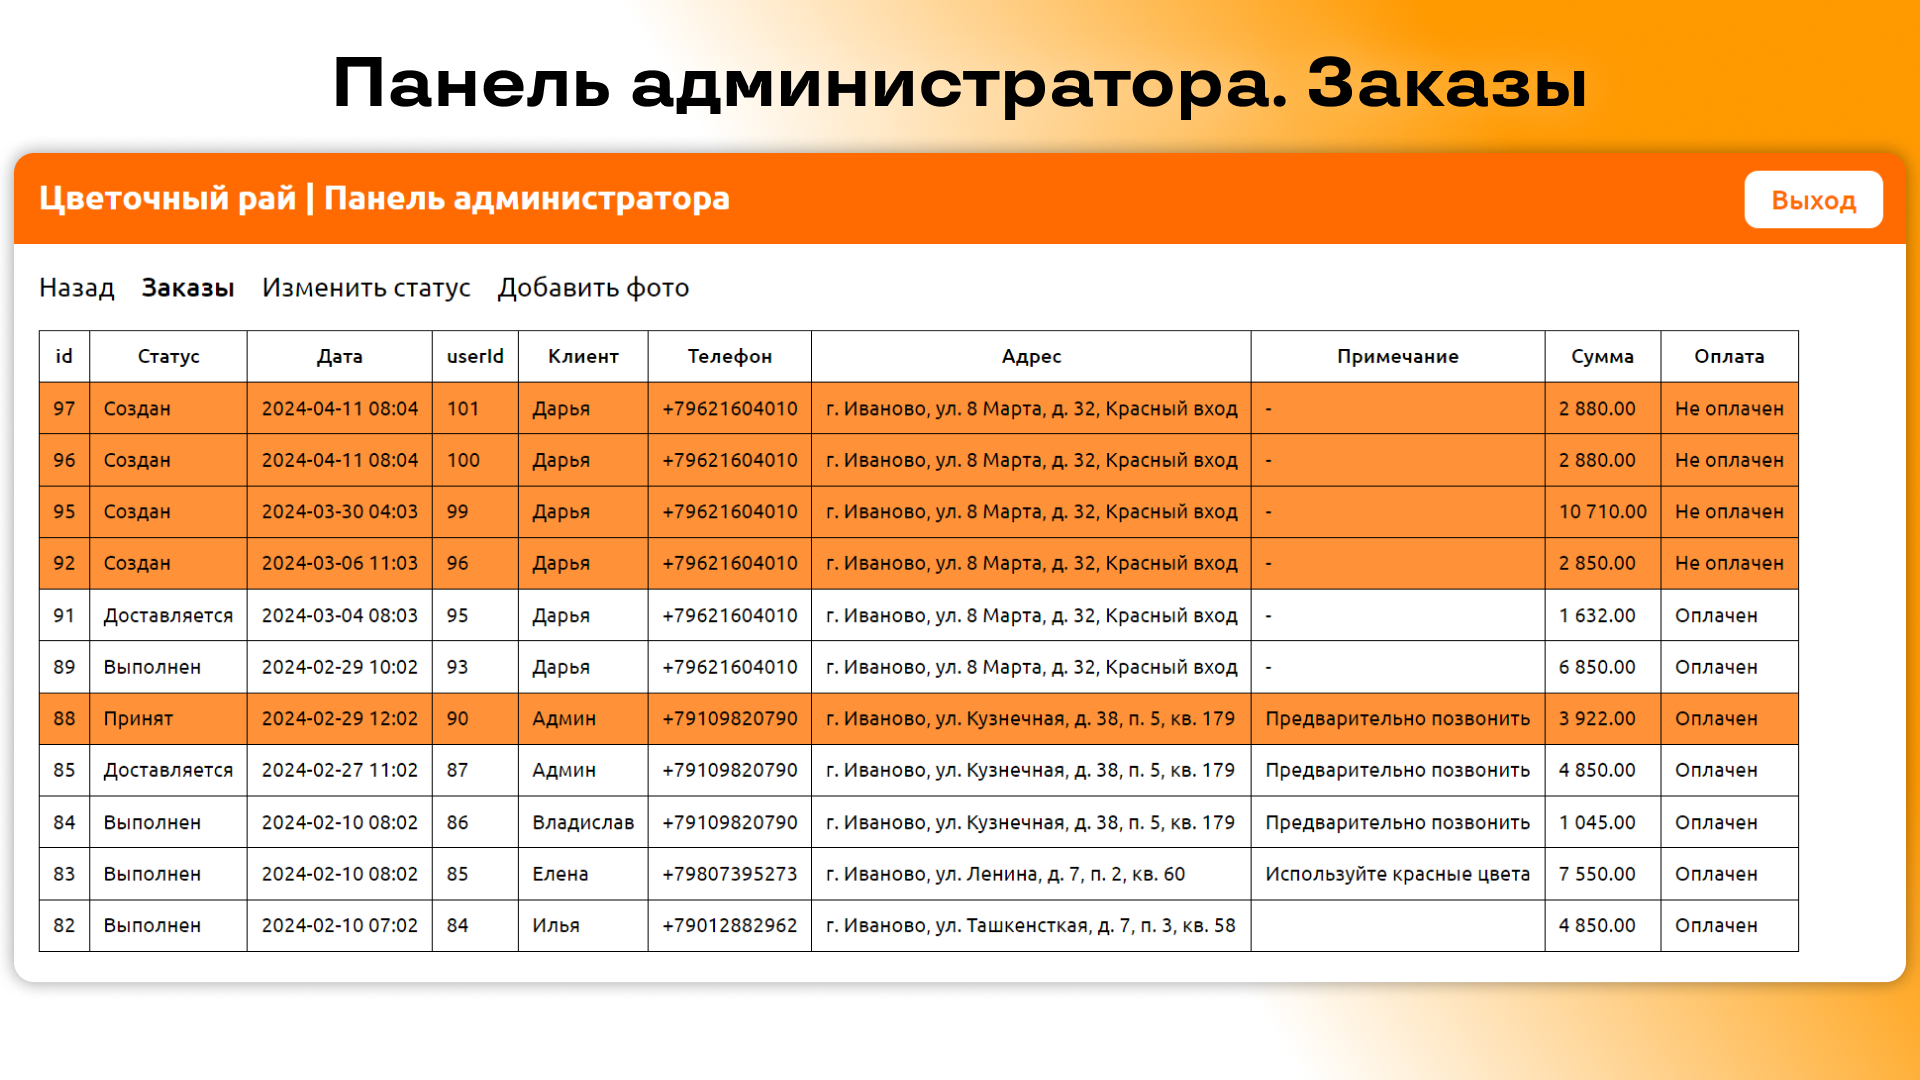 Панель администратора. Заказы
Цветочный рай | Панель администратора
Выход
Назад Заказы Изменить статус Добавить фото
id Статус Дата userId Клиент Телефон Адрес Примечание Сумма Оплата
97 Создан 2024-04-11 08:04 101 Дарья +79621604010 г. Иваново, ул. 8 Марта, д. 32, Красный вход - 2 880.00 Не оплачен
96 Создан 2024-04-11 08:04 100 Дарья +79621604010 г. Иваново, ул. 8 Марта, д. 32, Красный вход - 2 880.00 Не оплачен
95 Создан 2024-03-30 04:03 99 Дарья +79621604010 г. Иваново, ул. 8 Марта, д. 32, Красный вход - 10 710.00 Не оплачен
92 Создан 2024-03-06 11:03 96 Дарья +79621604010 г. Иваново, ул. 8 Марта, д. 32, Красный вход - 2 850.00 Не оплачен
91 Доставляется 2024-03-04 08:03 95 Дарья +79621604010 г. Иваново, ул. 8 Марта, д. 32, Красный вход - 1 632.00 Оплачен
89 Выполнен 2024-02-29 10:02 93 Дарья +79621604010 г. Иваново, ул. 8 Марта, д. 32, Красный вход - 6 850.00 Оплачен
88 Принят 2024-02-29 12:02 90 Админ +79109820790 г. Иваново, ул. Кузнечная, д. 38, п. 5, кв. 179 Предварительно позвонить 3 922.00 Оплачен
85 Доставляется 2024-02-27 11:02 87 Админ +79109820790 г. Иваново, ул. Кузнечная, д. 38, п. 5, кв. 179 Предварительно позвонить 4 850.00 Оплачен
84 Выполнен 2024-02-10 08:02 86 Владислав +79109820790 г. Иваново, ул. Кузнечная, д. 38, п. 5, кв. 179 Предварительно позвонить 1 045.00 Оплачен
83 Выполнен 2024-02-10 08:02 85 Елена +79807395273 г. Иваново, ул. Ленина, д. 7, п. 2, кв. 60 Используйте красные цвета 7 550.00 Оплачен
82 Выполнен 2024-02-10 07:02 84 Илья +79012882962 г. Иваново, ул. Ташкенсткая, д. 7, п. 3, кв. 58 4 850.00 Оплачен